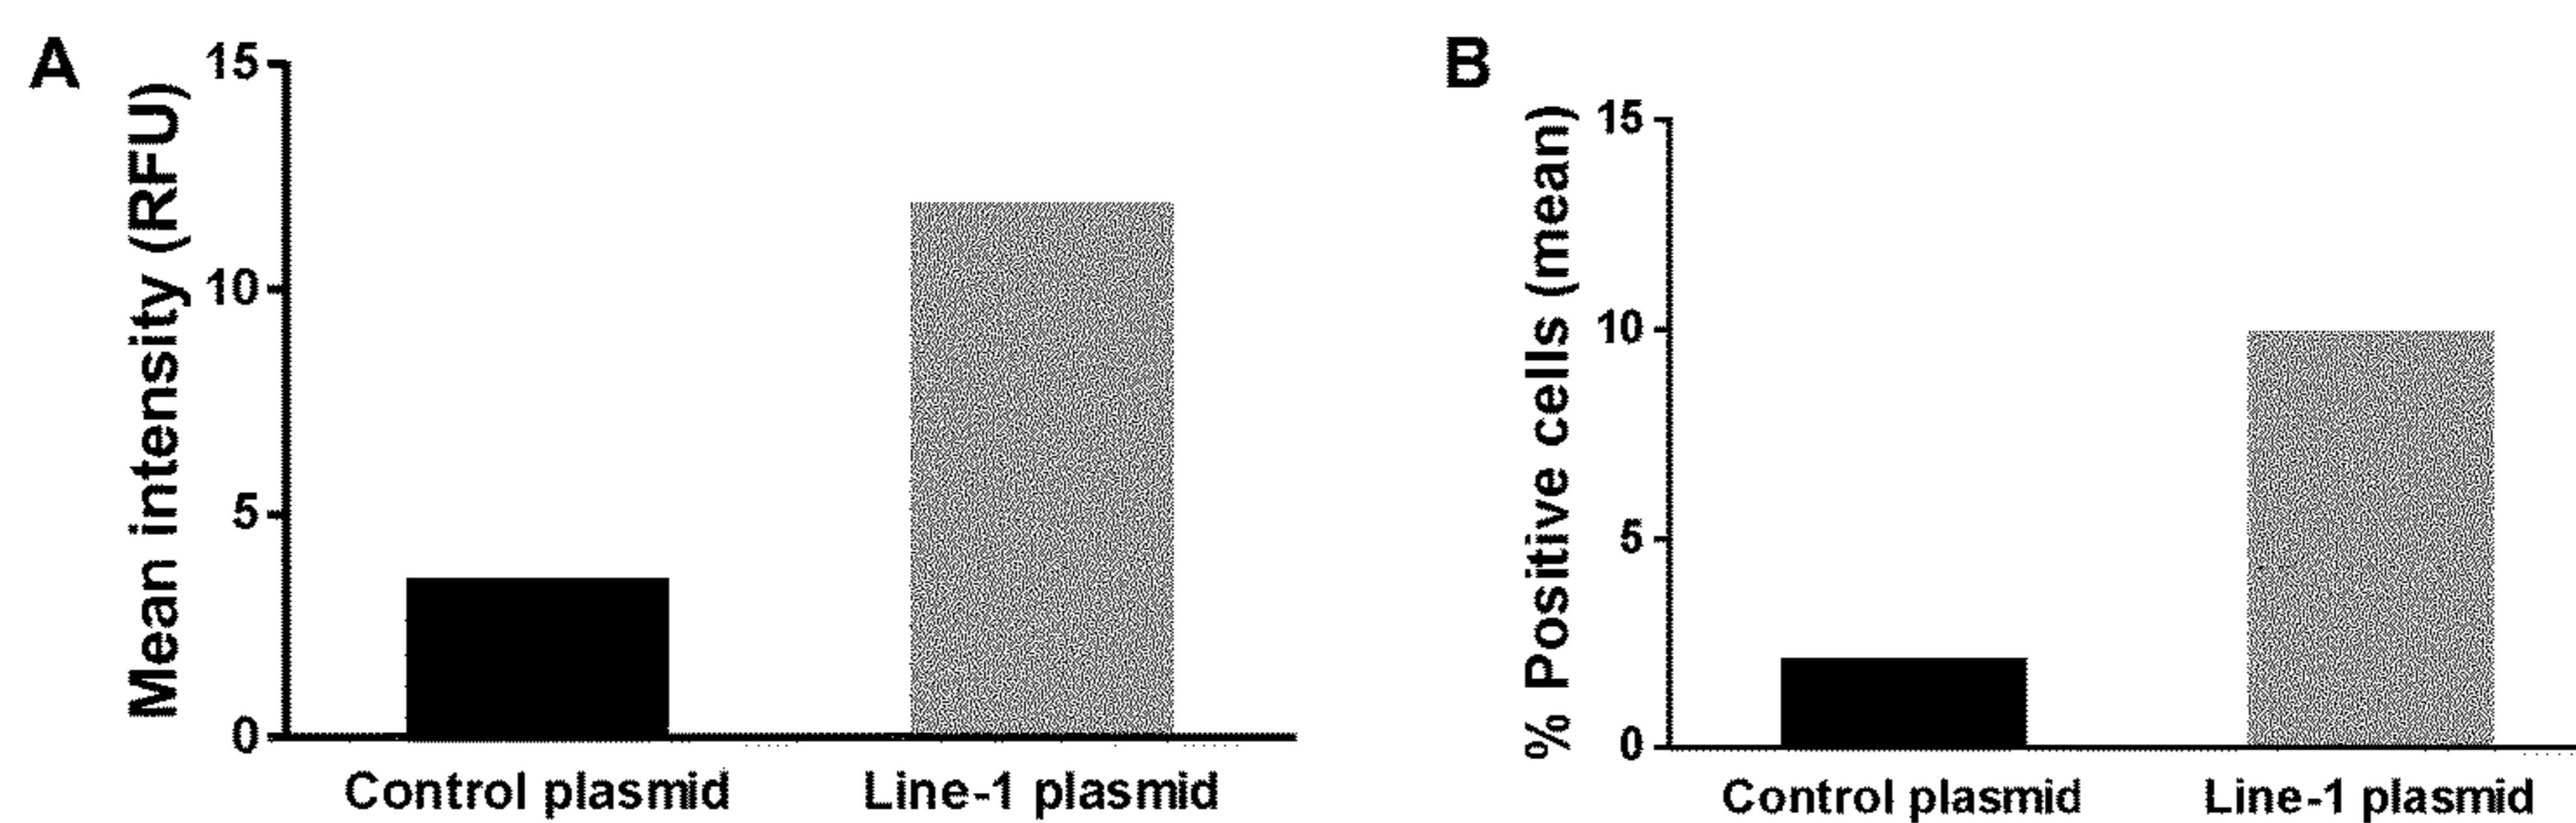 A
Mean intensity (RFU)
15
10
5
0
Control plasmid
Line-1 plasmid
B
% Positive cells (mean)
15
10
5
0
Control plasmid
Line-1 plasmid